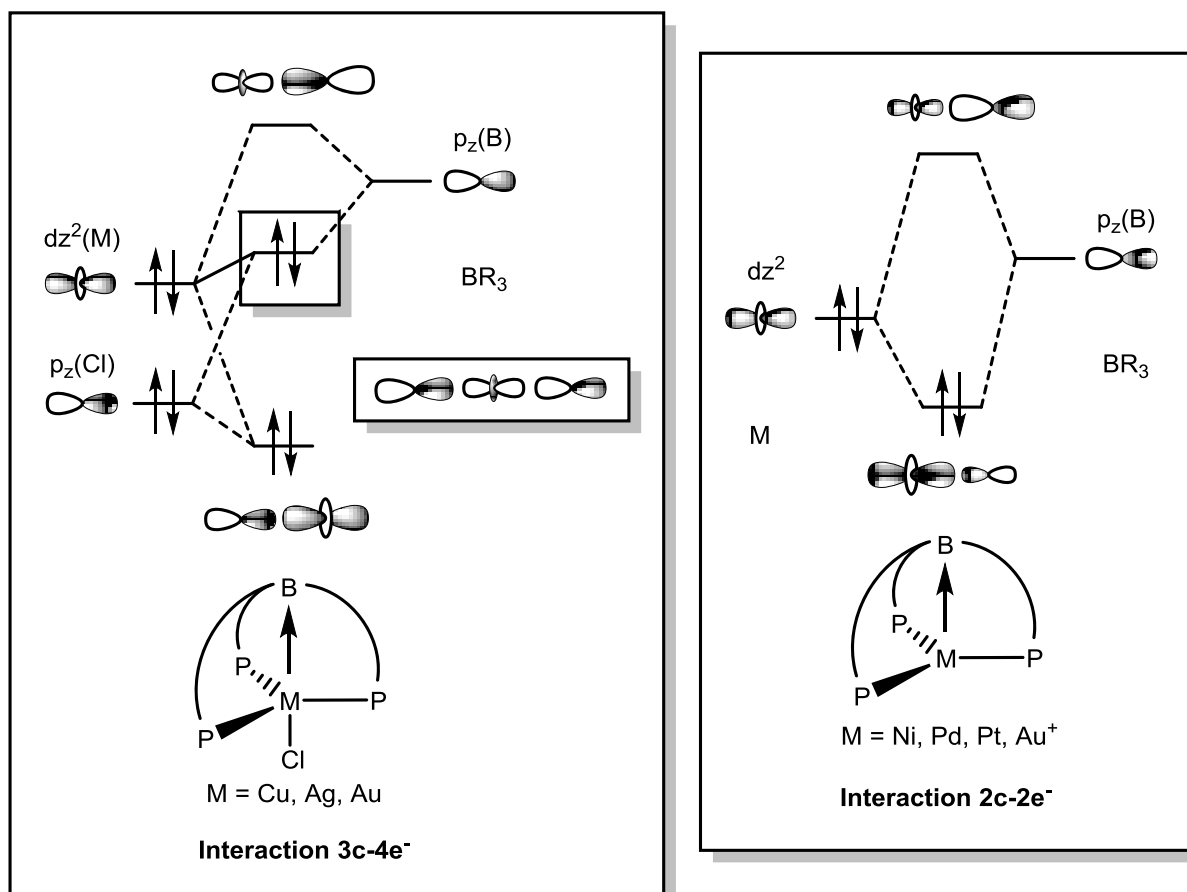 p_z(B)
dz²(M)
BR₃
p_z(Cl)
B
P
M
P
P
Cl
M = Cu, Ag, Au
Interaction 3c-4e⁻
p_z(B)
dz²
BR₃
M
B
P
M
P
P
M = Ni, Pd, Pt, Au⁺
Interaction 2c-2e⁻